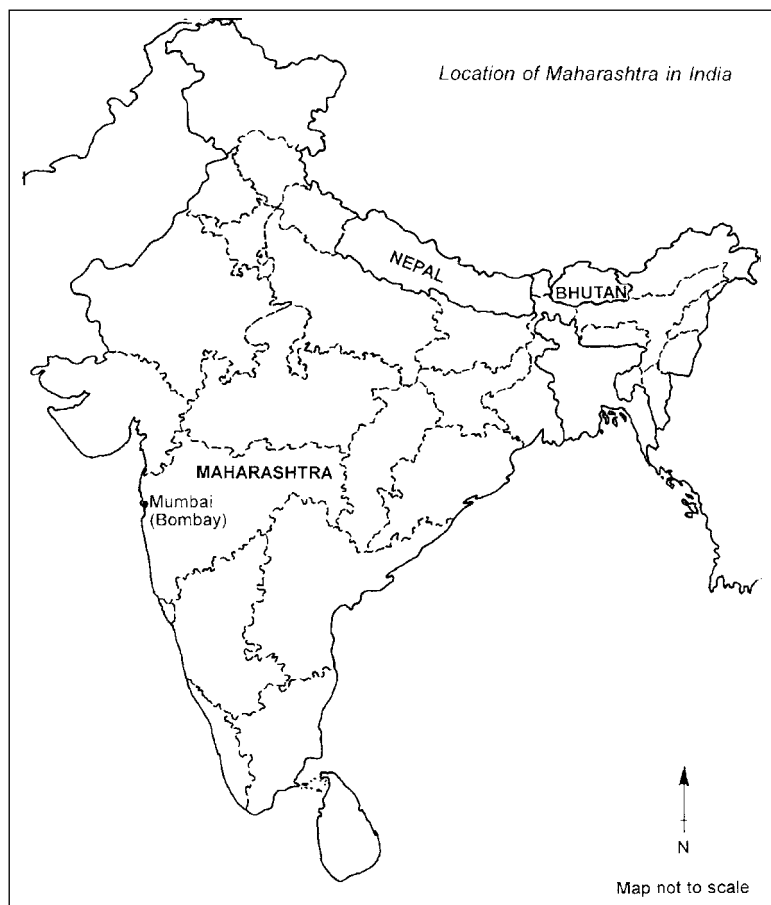 Location of Maharashtra in India
NEPAL
BHUTAN
MAHARASHTRA
Mumbai
(Bombay)
N
Map not to scale